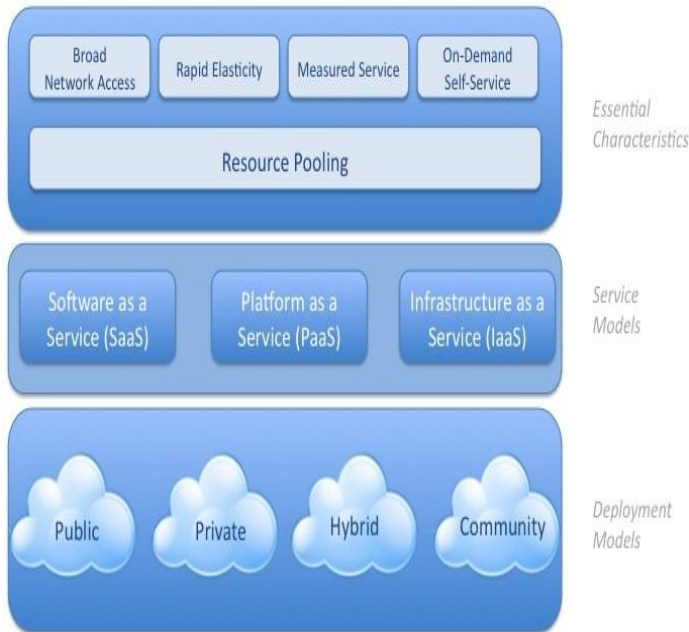 Broad
Network Access
Rapid Elasticity
Measured Service
On-Demand
Self-Service
Resource Pooling
Essential
Characteristics
Software as a
Service (SaaS)
Platform as a
Service (PaaS)
Infrastructure as a
Service (IaaS)
Service
Models
Public
Private
Hybrid
Community
Deployment
Models